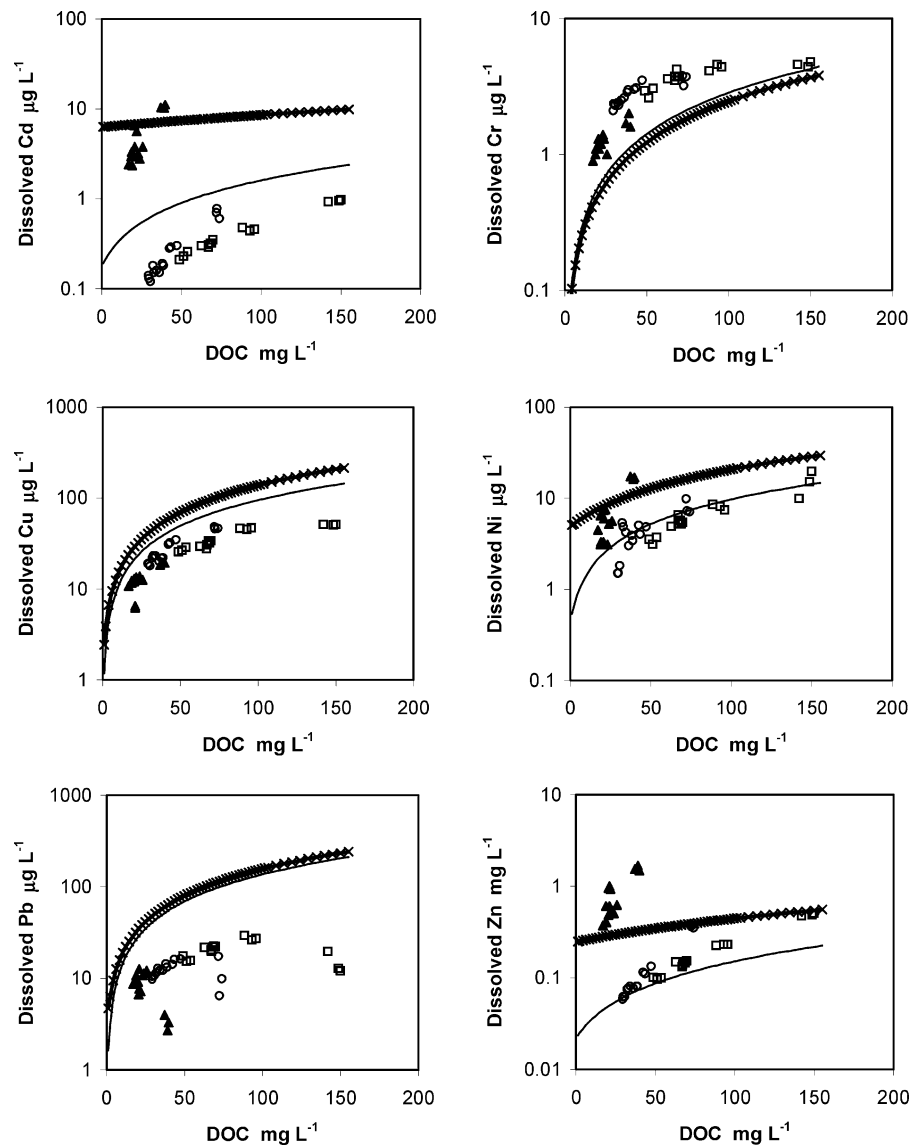 100
10
1
0.1
Dissolved Cd µg L-1
0 50 100 150 200
DOC mg L-1
10
1
0.1
Dissolved Cr µg L-1
0 50 100 150 200
DOC mg L-1
1000
100
10
1
Dissolved Cu µg L-1
0 50 100 150 200
DOC mg L-1
100
10
1
0.1
Dissolved Ni µg L-1
0 50 100 150 200
DOC mg L-1
1000
100
10
1
Dissolved Pb µg L-1
0 50 100 150 200
DOC mg L-1
10
1
0.1
0.01
Dissolved Zn mg L-1
0 50 100 150 200
DOC mg L-1